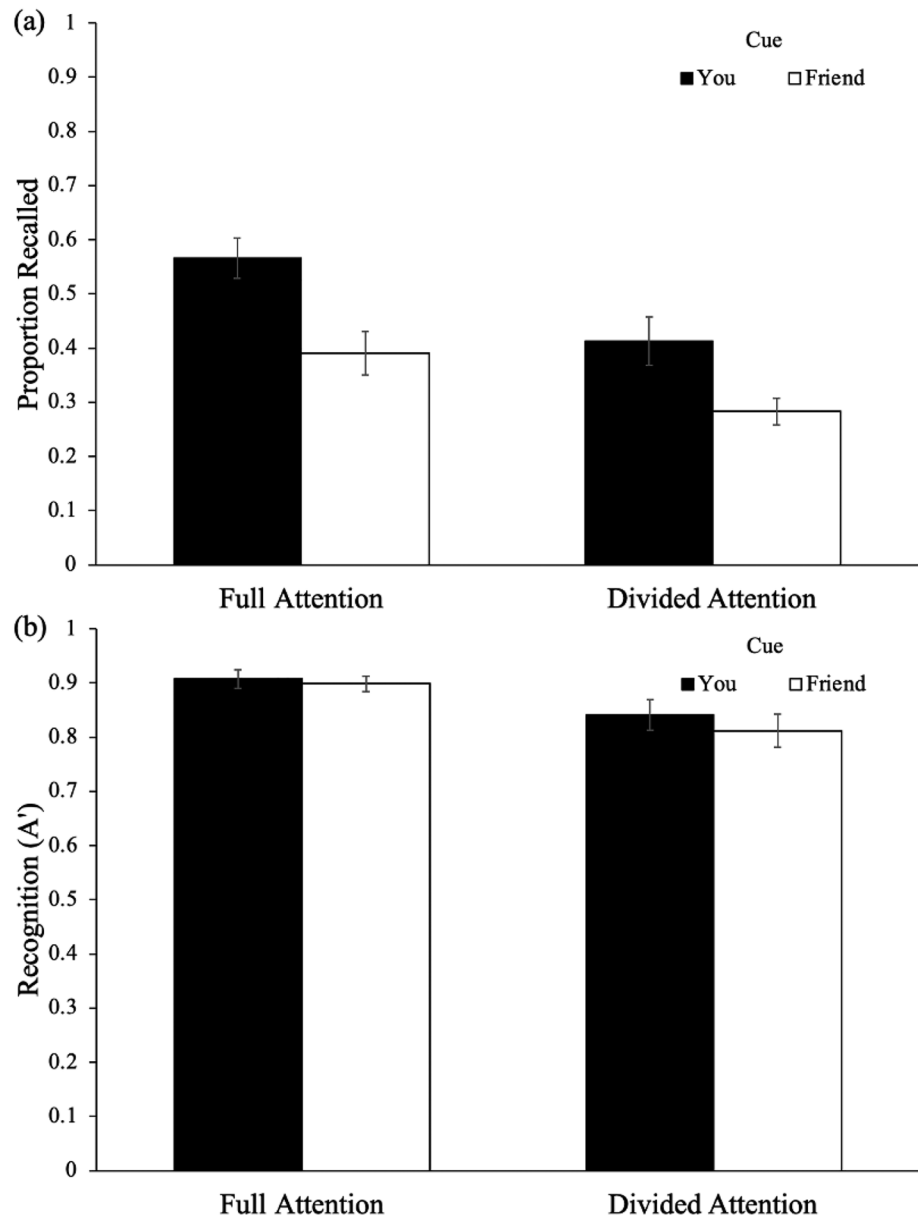 (a)
Cue
You Friend
Proportion Recalled
1
0.9
0.8
0.7
0.6
0.5
0.4
0.3
0.2
0.1
0
Full Attention Divided Attention
(b)
Cue
You Friend
Recognition (A')
1
0.9
0.8
0.7
0.6
0.5
0.4
0.3
0.2
0.1
0
Full Attention Divided Attention